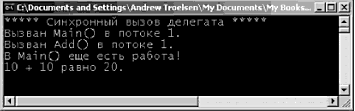 C:\Documents and Settings\Andrew Troelsen\My Documents\My Books...
***** Синхронный вызов делегата *****
Вызван Main() в потоке 1.
Вызван Add() в потоке 1.
В Main() еще есть работа!
10 + 10 равно 20.